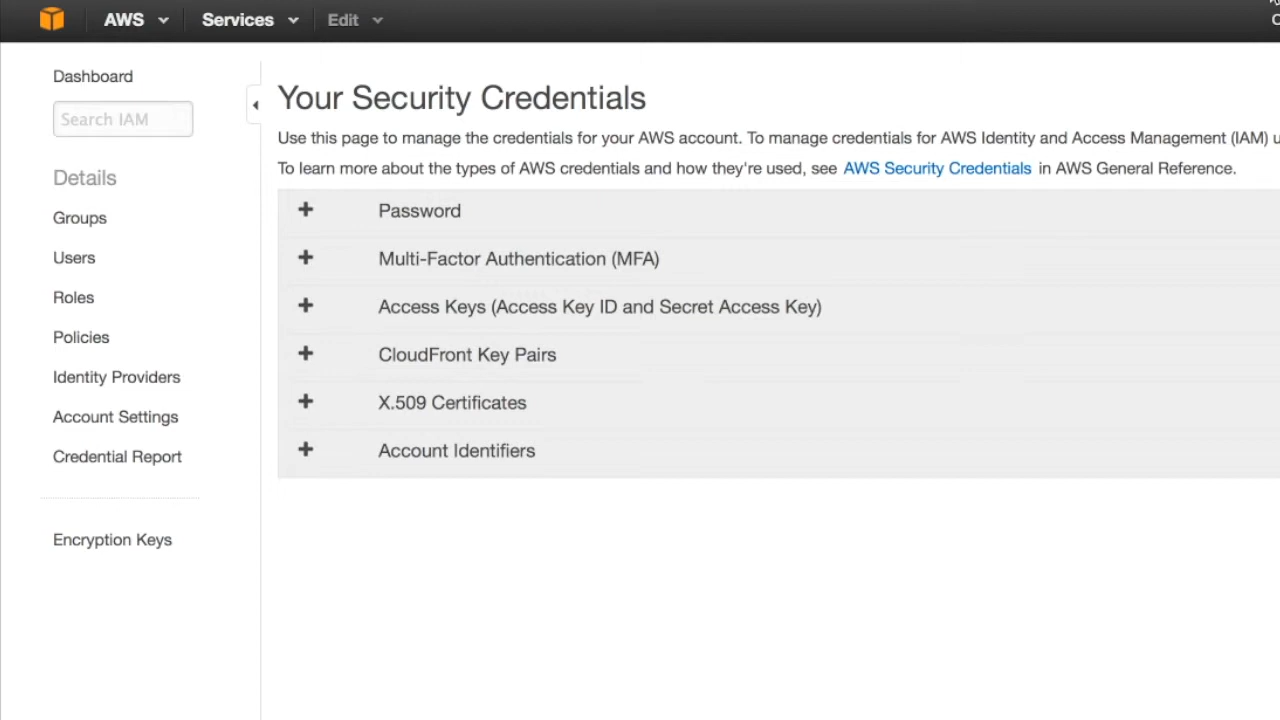 AWS Services Edit
Dashboard
Search IAM
Details
Groups
Users
Roles
Policies
Identity Providers
Account Settings
Credential Report
Encryption Keys
Your Security Credentials
Use this page to manage the credentials for your AWS account. To manage credentials for AWS Identity and Access Management (IAM)
To learn more about the types of AWS credentials and how they're used, see AWS Security Credentials in AWS General Reference.
Password
Multi-Factor Authentication (MFA)
Access Keys (Access Key ID and Secret Access Key)
CloudFront Key Pairs
X.509 Certificates
Account Identifiers